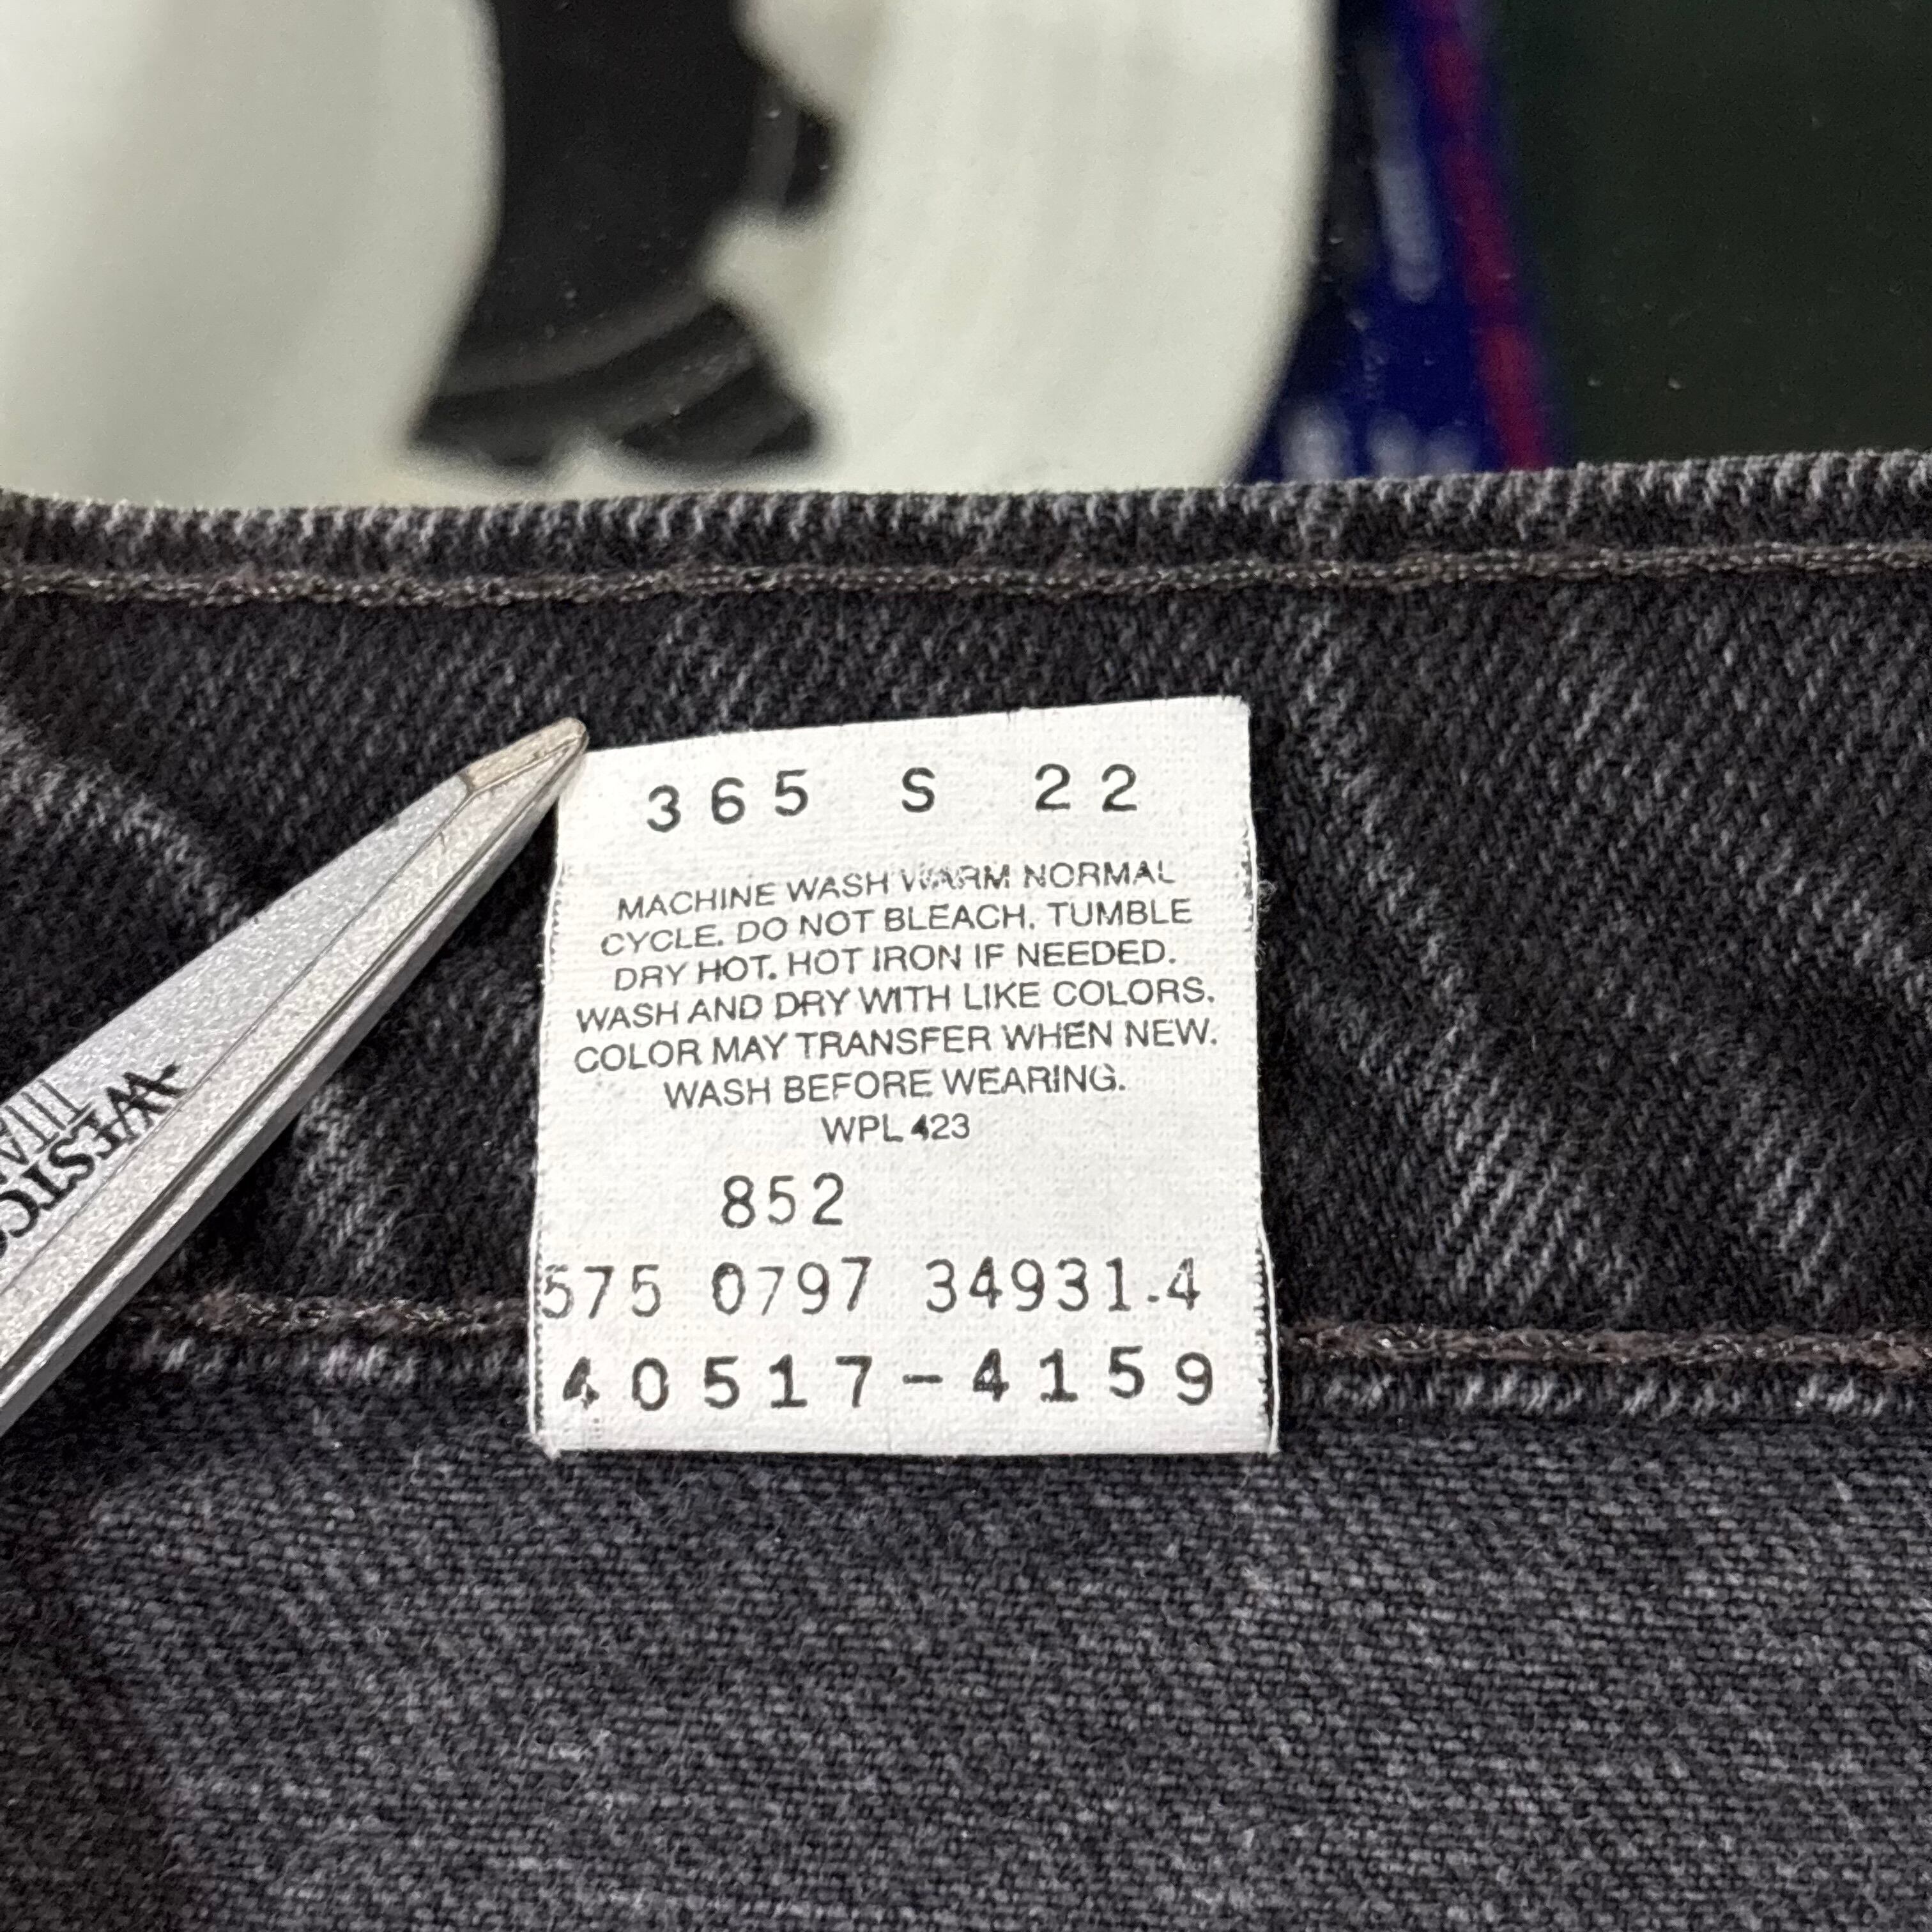 365 S 22
MACHINE WASH WARM NORMAL
CYCLE. DO NOT BLEACH. TUMBLE
DRY HOT. HOT IRON IF NEEDED.
WASH AND DRY WITH LIKE COLORS.
COLOR MAY TRANSFER WHEN NEW.
WASH BEFORE WEARING.
WPL 423
852
575 0797 34931.4
40517-4159